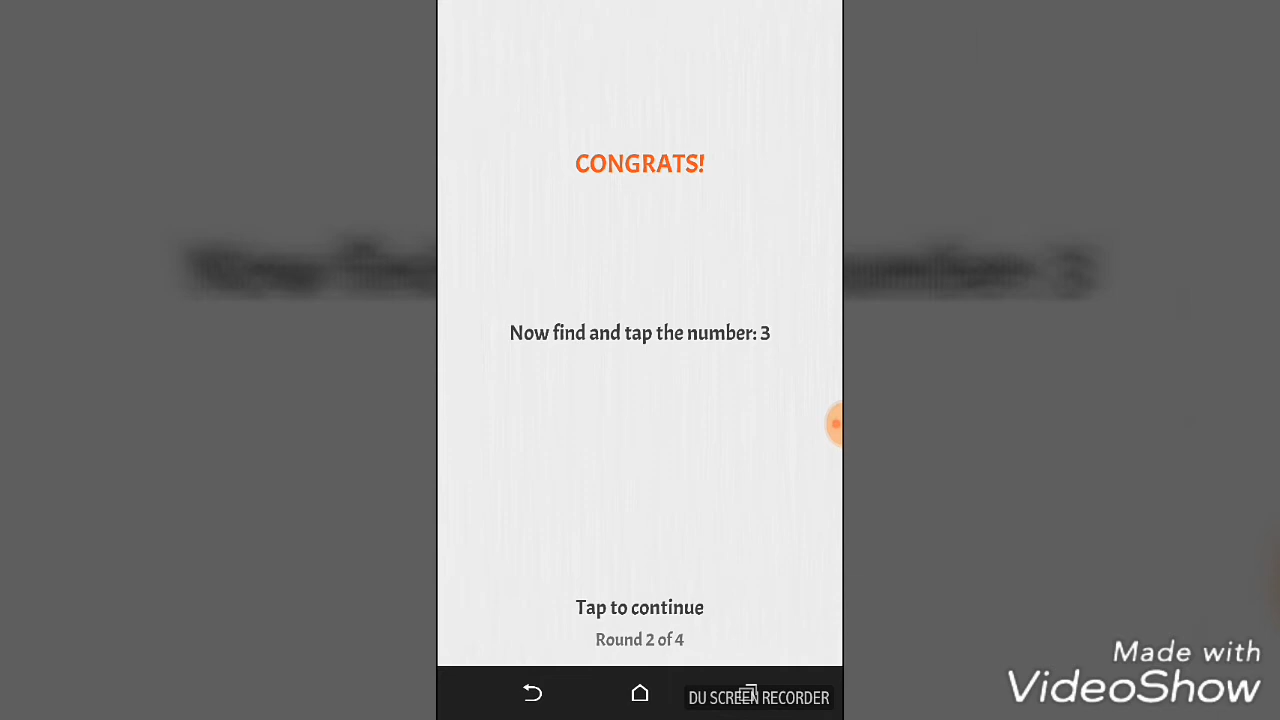 CONGRATS!
Now find and tap the number: 3
Tap to continue
Round 2 of 4
DU SCREEN RECORDER
Made with
VideoShow